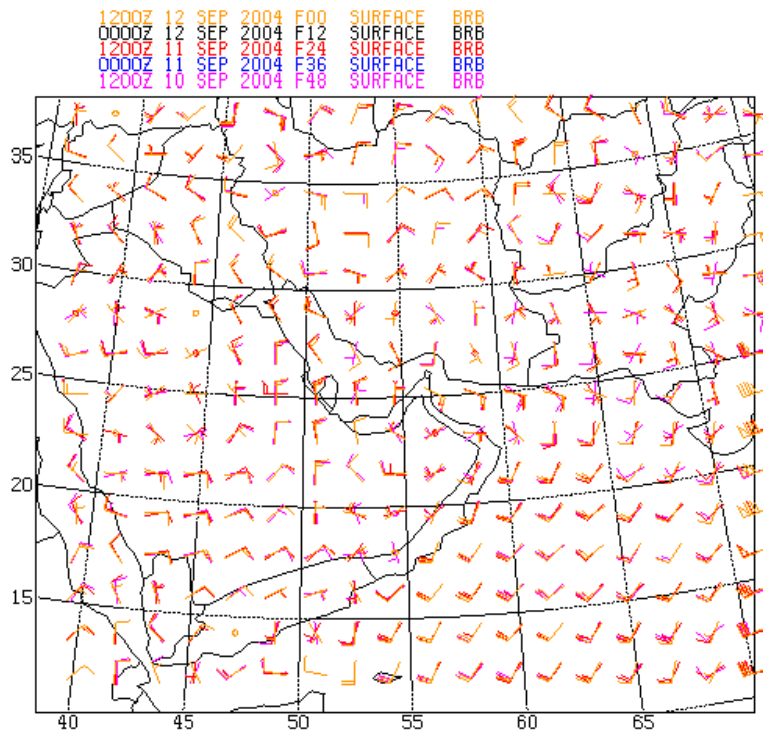 1200Z 12 SEP 2004 F00 SURFACE BRB
0000Z 12 SEP 2004 F12 SURFACE BRB
1200Z 11 SEP 2004 F24 SURFACE BRB
0000Z 11 SEP 2004 F36 SURFACE BRB
1200Z 10 SEP 2004 F48 SURFACE BRB
35
30
25
20
15
40 45 50 55 60 65